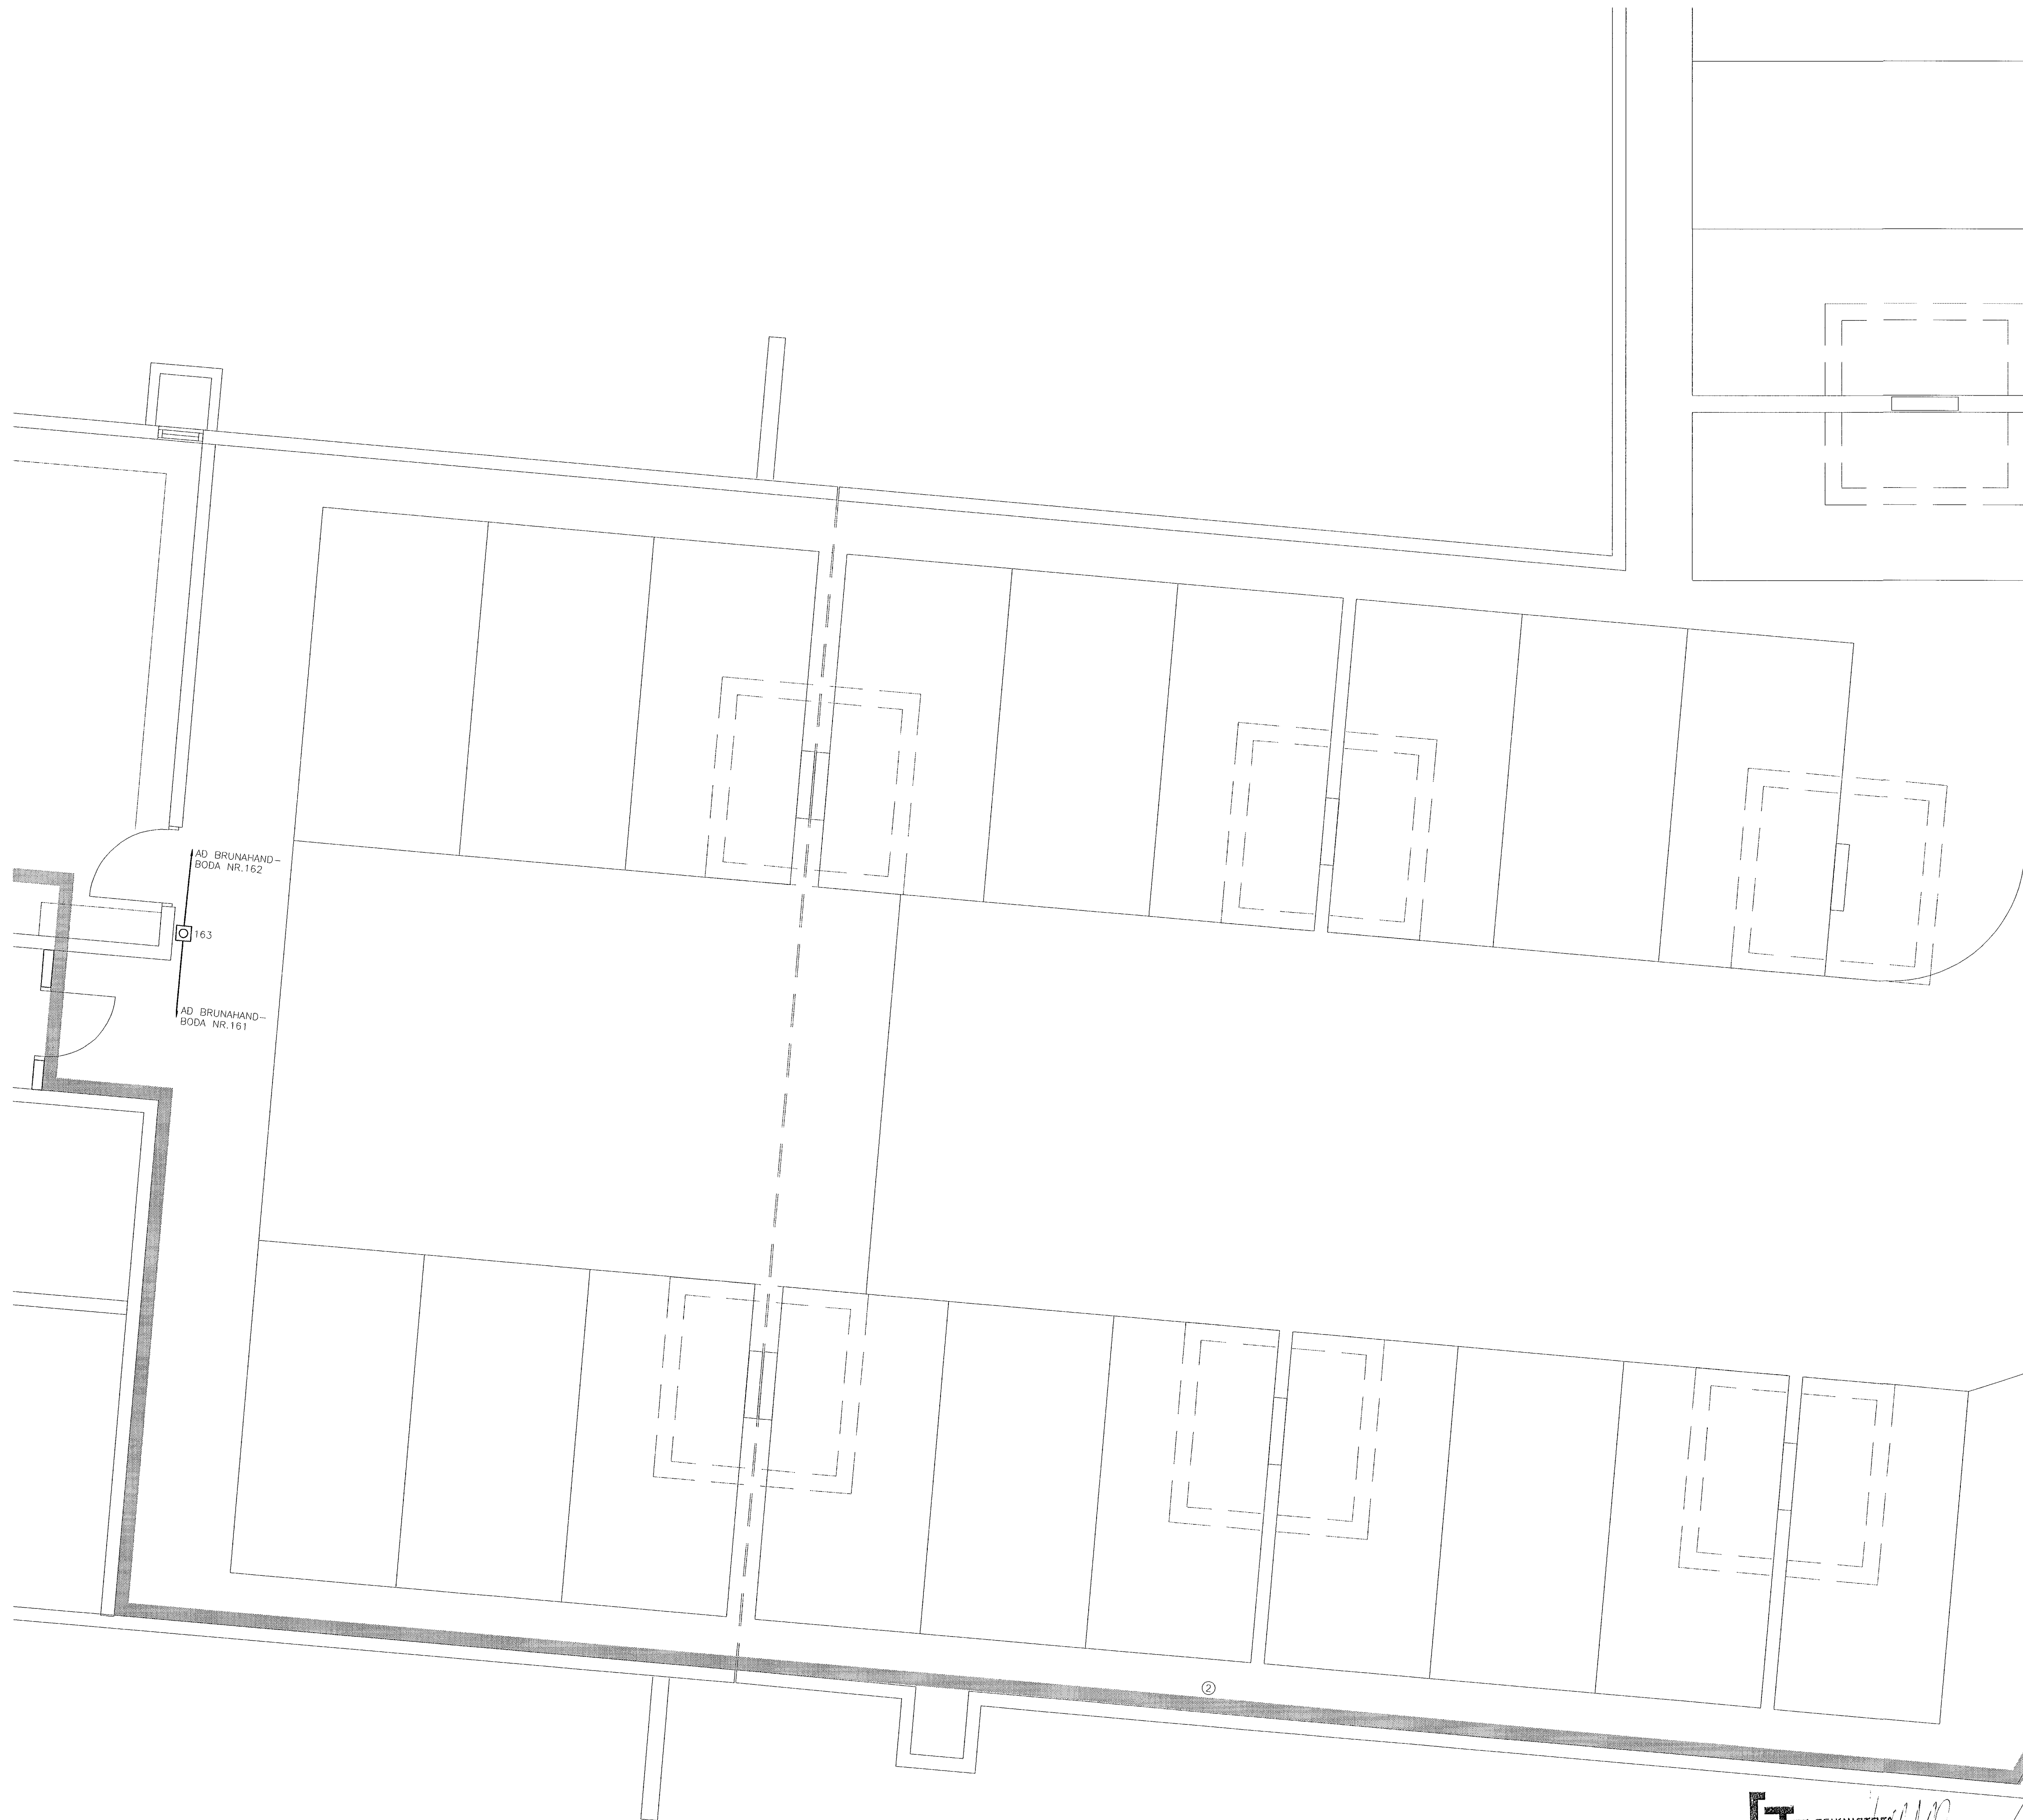 AD BRUNAHAND-
BODA NR.162
163
AD BRUNAHAND-
BODA NR.161
2